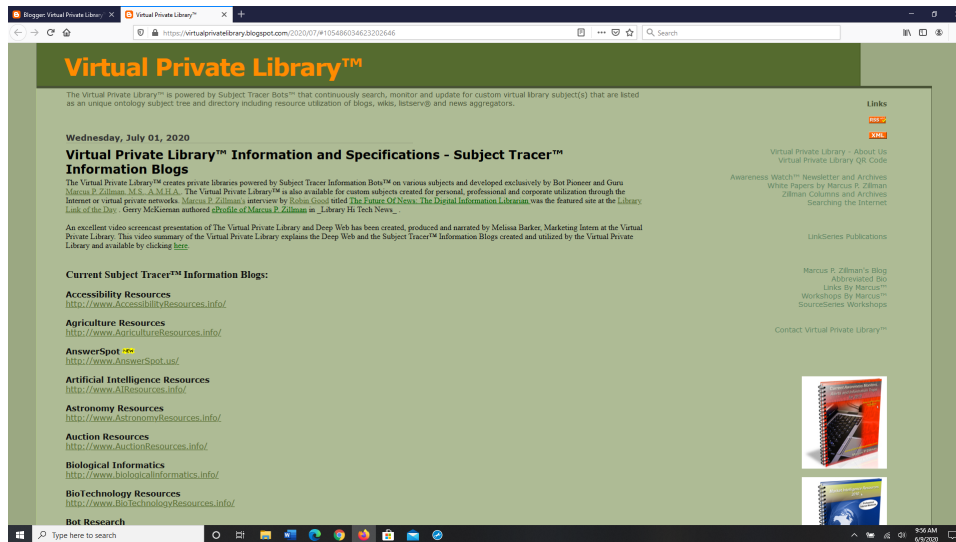 Blogger: Virtual Private Library
Virtual Private Library™
https://virtualprivatelibrary.blogspot.com/2020/07/#105486034623202646
Search
Virtual Private Library™
The Virtual Private Library™ is powered by Subject Tracer Bots™ that continuously search, monitor and update for custom virtual library subject(s) that are listed
as an unique ontology subject tree and directory including resource utilization of blogs, wikis, listserv® and news aggregators.
Wednesday, July 01, 2020
Virtual Private Library™ Information and Specifications - Subject Tracer™
Information Blogs
The Virtual Private Library™ creates private libraries powered by Subject Tracer Information Bots™ on various subjects and developed exclusively by Bot Pioneer and Guru
Marcus P. Zillman, M.S., A.M.H.A. The Virtual Private Library™ is also available for custom subjects created for personal, professional and corporate utilization through the
Internet or virtual private networks. Marcus P. Zillman's interview by Robin Good titled The Future Of News: The Digital Information Librarian was the featured site at the Library
Link of the Day . Gerry McKiernan authored eProfile of Marcus P. Zillman in _Library Hi Tech News_ .
An excellent video screencast presentation of The Virtual Private Library and Deep Web has been created, produced and narrated by Melissa Barker, Marketing Intern at the Virtual
Private Library. This video summary of the Virtual Private Library explains the Deep Web and the Subject Tracer™ Information Blogs created and utilized by the Virtual Private
Library and available by clicking here.
Current Subject Tracer™ Information Blogs:
Accessibility Resources
http://www.AccessibilityResources.info/
Agriculture Resources
http://www.AgricultureResources.info/
AnswerSpot NEW
http://www.AnswerSpot.us/
Artificial Intelligence Resources
http://www.AIResources.info/
Astronomy Resources
http://www.AstronomyResources.info/
Auction Resources
http://www.AuctionResources.info/
Biological Informatics
http://www.biologicalinformatics.info/
BioTechnology Resources
http://www.BioTechnologyResources.info/
Bot Research
Links
RSS
XML
Virtual Private Library - About Us
Virtual Private Library QR Code
Awareness Watch™ Newsletter and Archives
White Papers by Marcus P. Zillman
Zillman Columns and Archives
Searching the Internet
LinkSeries Publications
Marcus P. Zillman's Blog
Abbreviated Bio
Links By Marcus™
Workshops By Marcus™
SourceSeries Workshops
Contact Virtual Private Library™
Type here to search
9:56 AM
6/9/2020